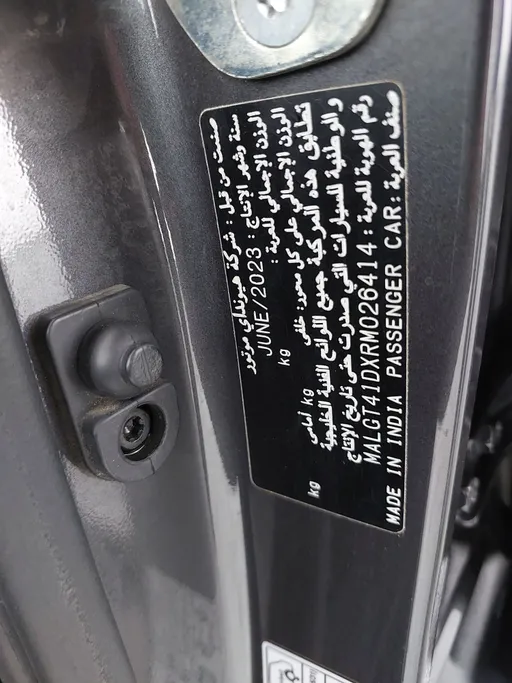 صنعت من قبل : شركة هيونداي موتور
سنة وشهر الإنتاج : JUNE/2023
الوزن الإجمالي للعربة : kg
الوزن الإجمالي على كل محور: خلفى kg أمامى kg
تطابق هذه المركبة جميع اللوائح الفنية الخليجية
و الوطنية للسيارات التي صدرت حتى تاريخ الإنتاج
رقم الهوية للعربة : MALGT41DXRM026414
صنف العربة : PASSENGER CAR MADE IN INDIA